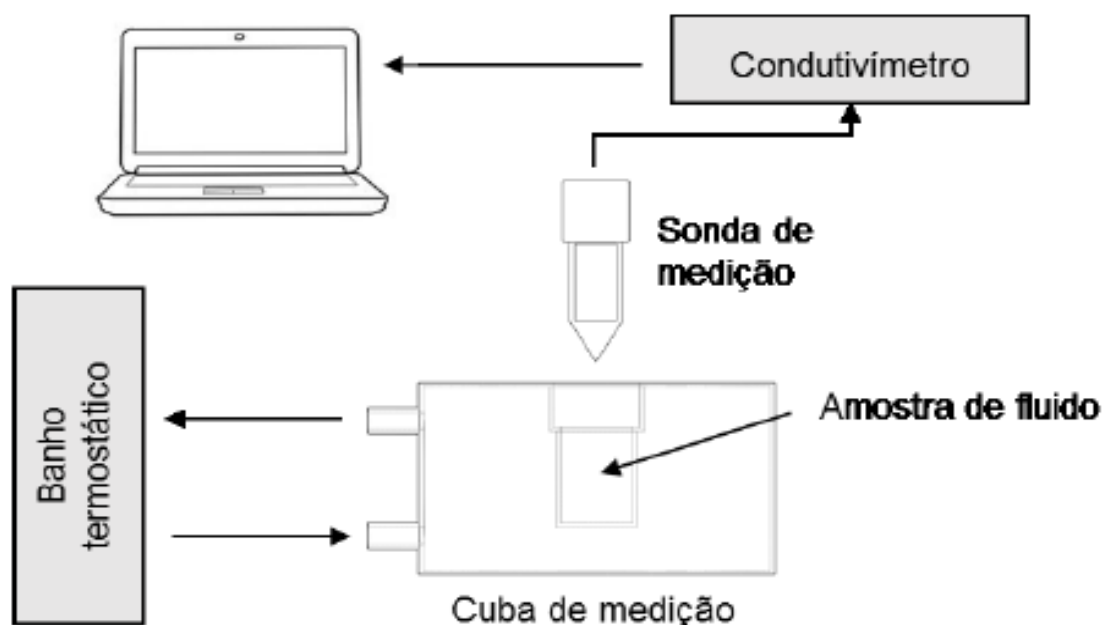 Condutivímetro
Sonda de
medição
Amostra de fluido
Banho
termostático
Cuba de medição